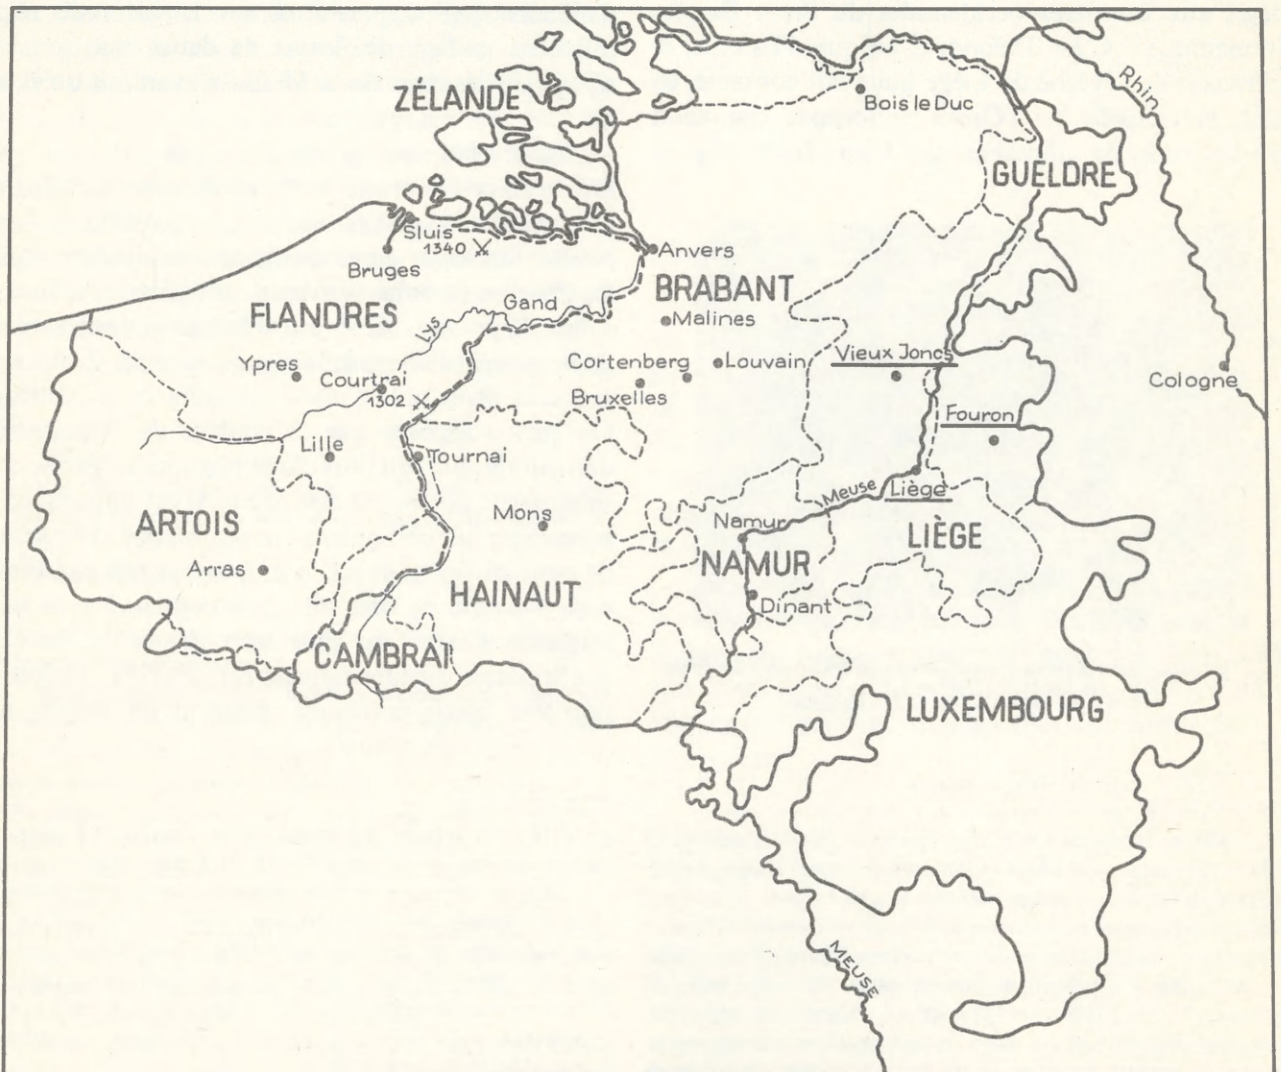 Rhin
ZÉLANDE
Bois le Duc
GUELDRE
Sluis
1340
Anvers
Bruges
BRABANT
Gand
FLANDRES
Lys
Malines
Vieux Joncs
Cortenberg
Louvain
Ypres
Courtrai
1302
Bruxelles
Cologne
Fouron
Lille
Tournai
Meuse
Liège
ARTOIS
Mons
Namur
LIÈGE
Arras
NAMUR
HAINAUT
Dinant
CAMBRAI
LUXEMBOURG
MEUSE